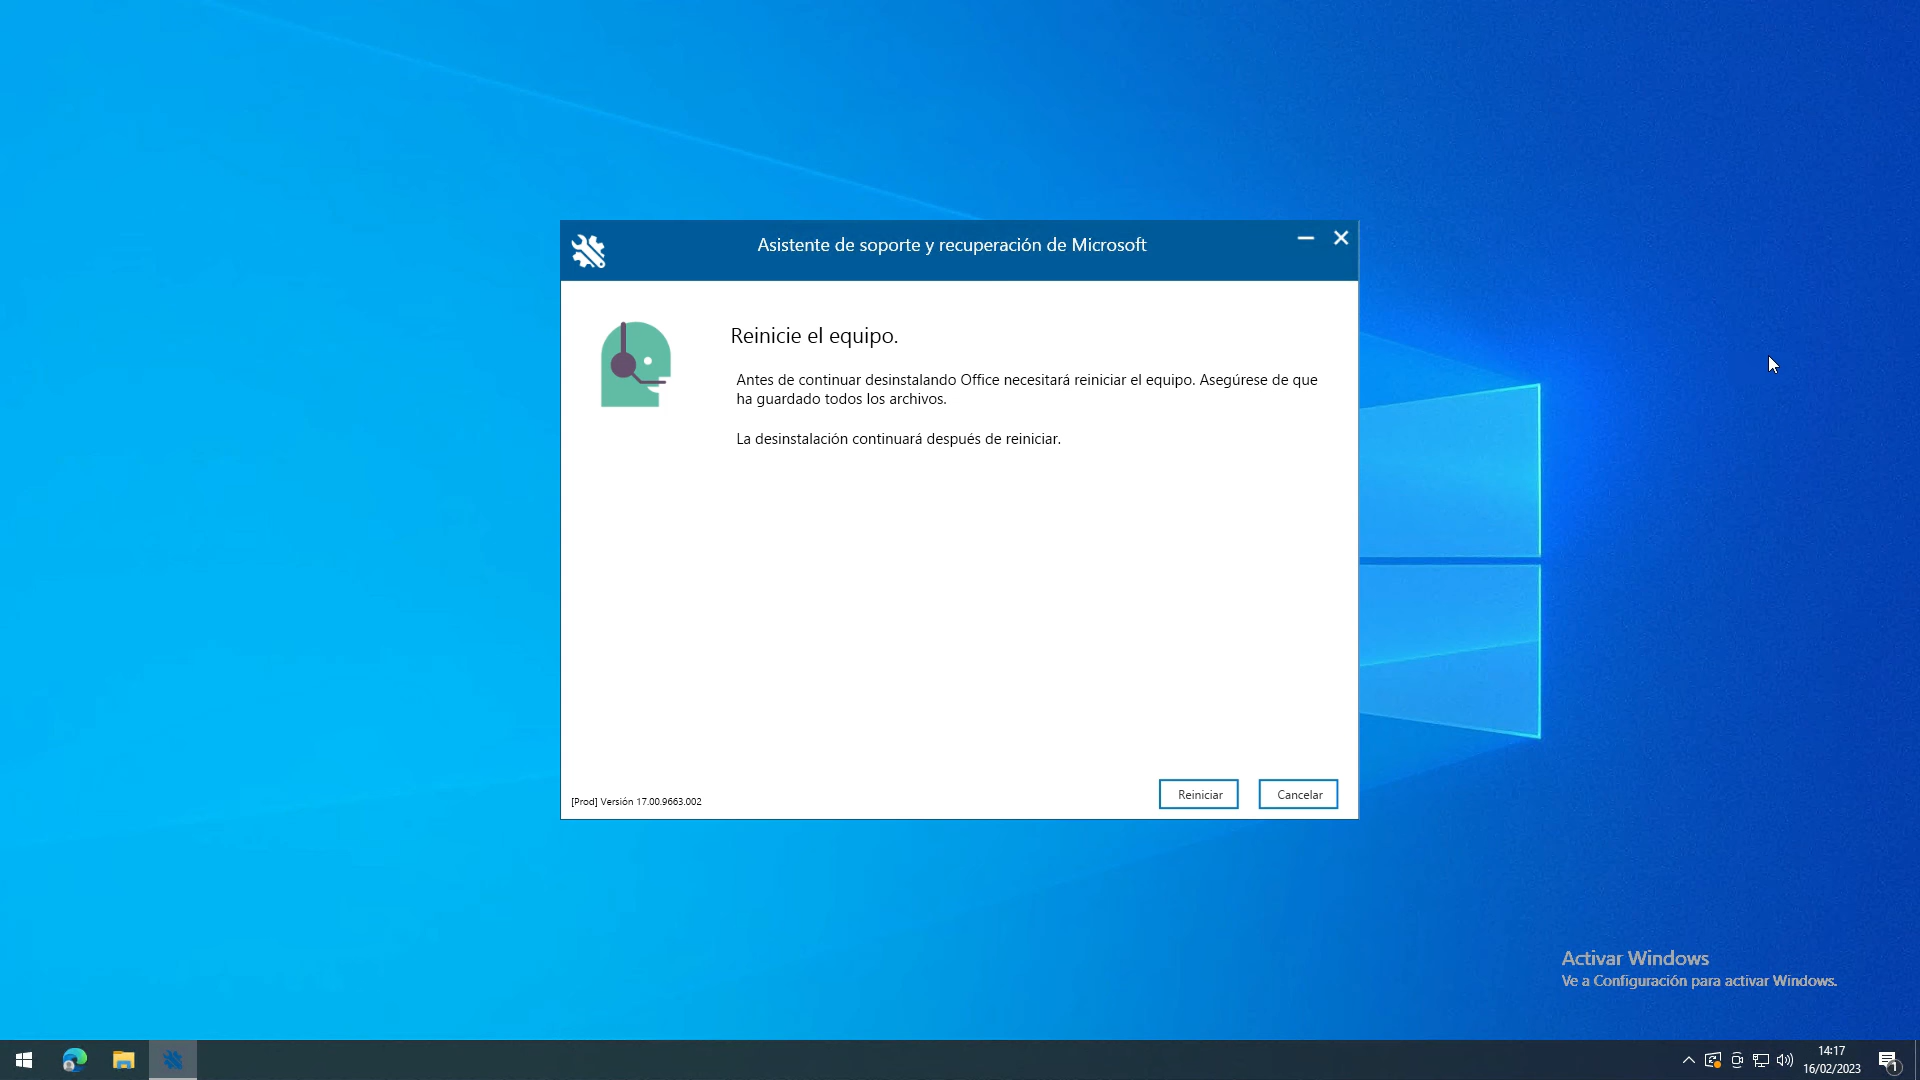 Asistente de soporte y recuperación de Microsoft
Reinicie el equipo.
Antes de continuar desinstalando Office necesitará reiniciar el equipo. Asegúrese de que
ha guardado todos los archivos.
La desinstalación continuará después de reiniciar.
[Prod] Versión 17.00.9663.002
Reiniciar
Cancelar
Activar Windows
Ve a Configuración para activar Windows.
14:17
16/02/2023
1